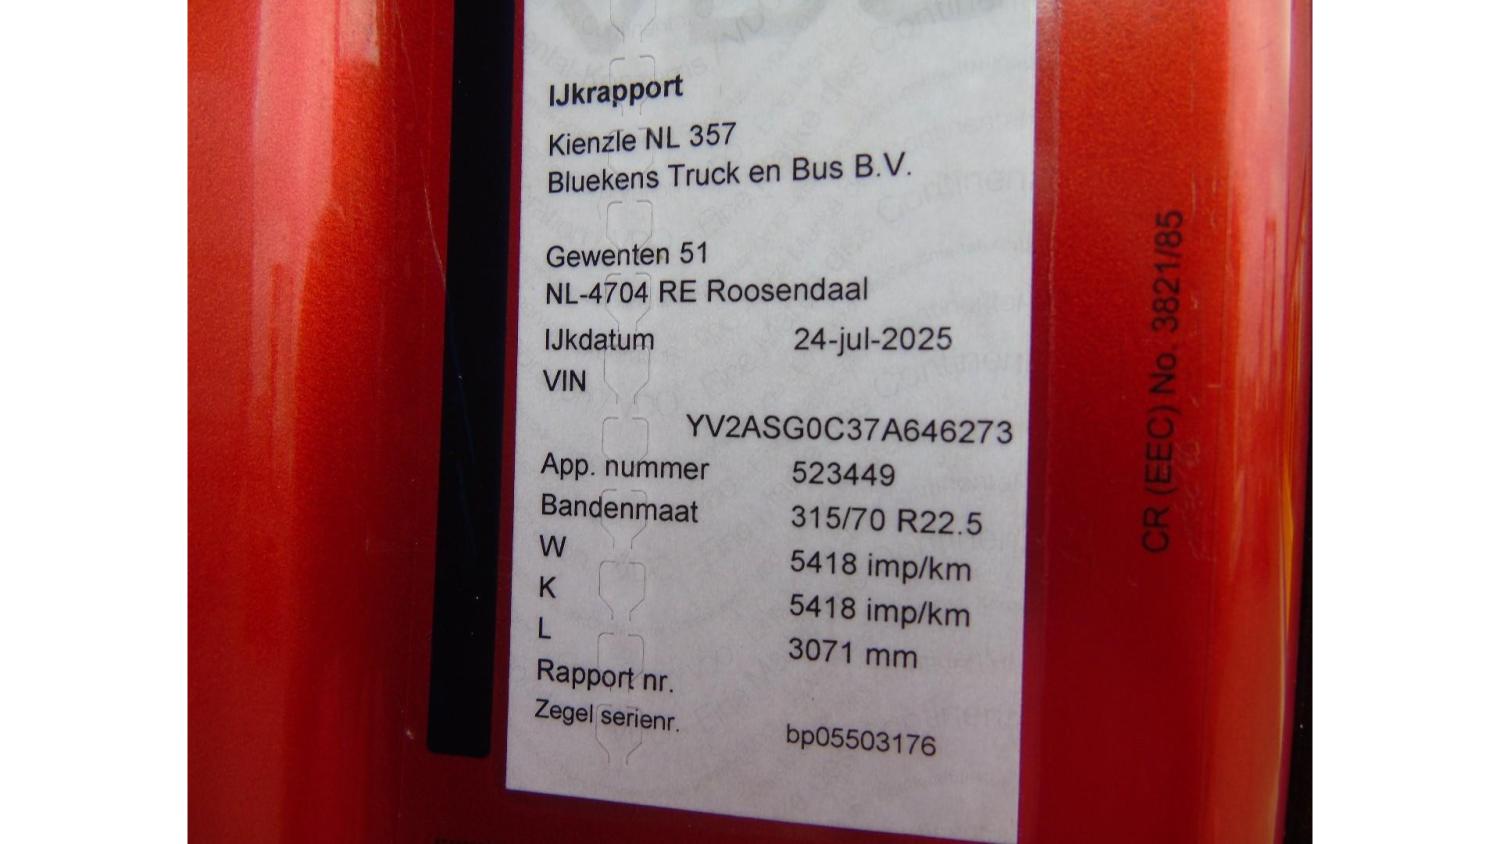 IJkrapport
Kienzle NL 357
Bluekens Truck en Bus B.V.
Gewenten 51
NL-4704 RE Roosendaal
IJkdatum 24-jul-2025
VIN
YV2ASG0C37A646273
App. nummer 523449
Bandenmaat 315/70 R22.5
W 5418 imp/km
K 5418 imp/km
L 3071 mm
Rapport nr.
Zegel serienr. bp05503176
CR (EEC) No. 3821/85